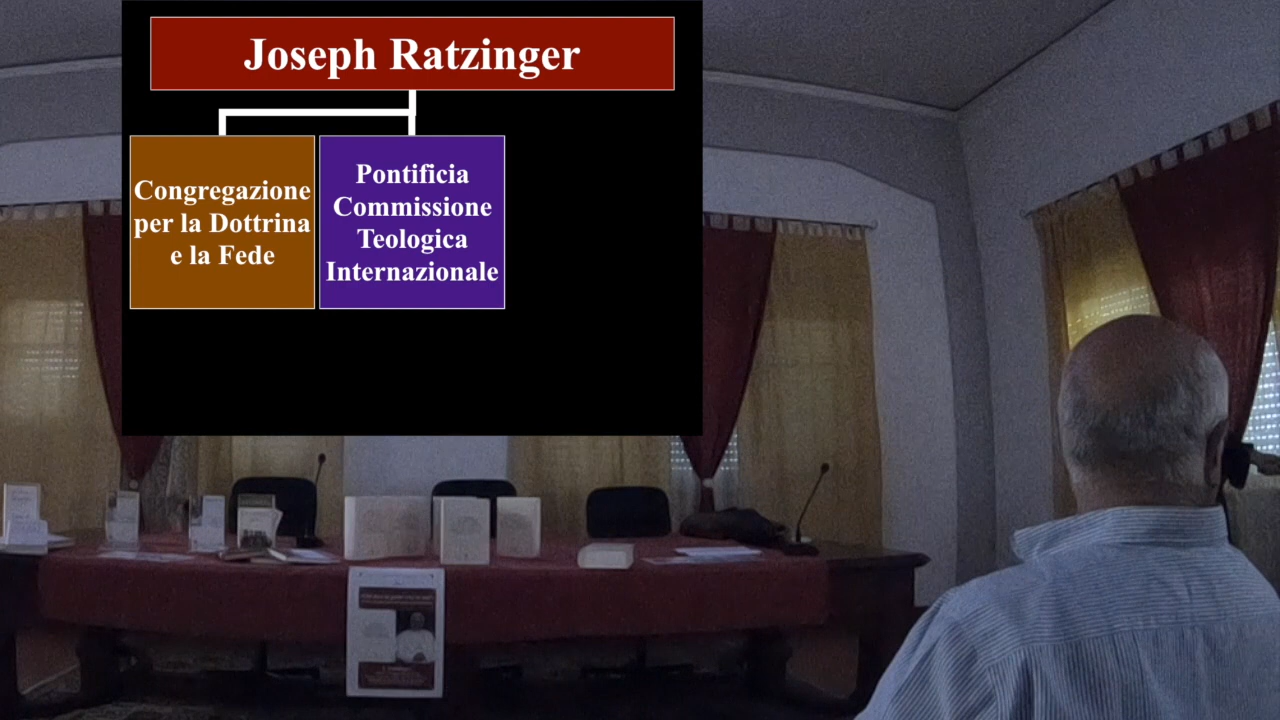 Joseph Ratzinger
Congregazione
per la Dottrina
e la Fede
Pontificia
Commissione
Teologica
Internazionale